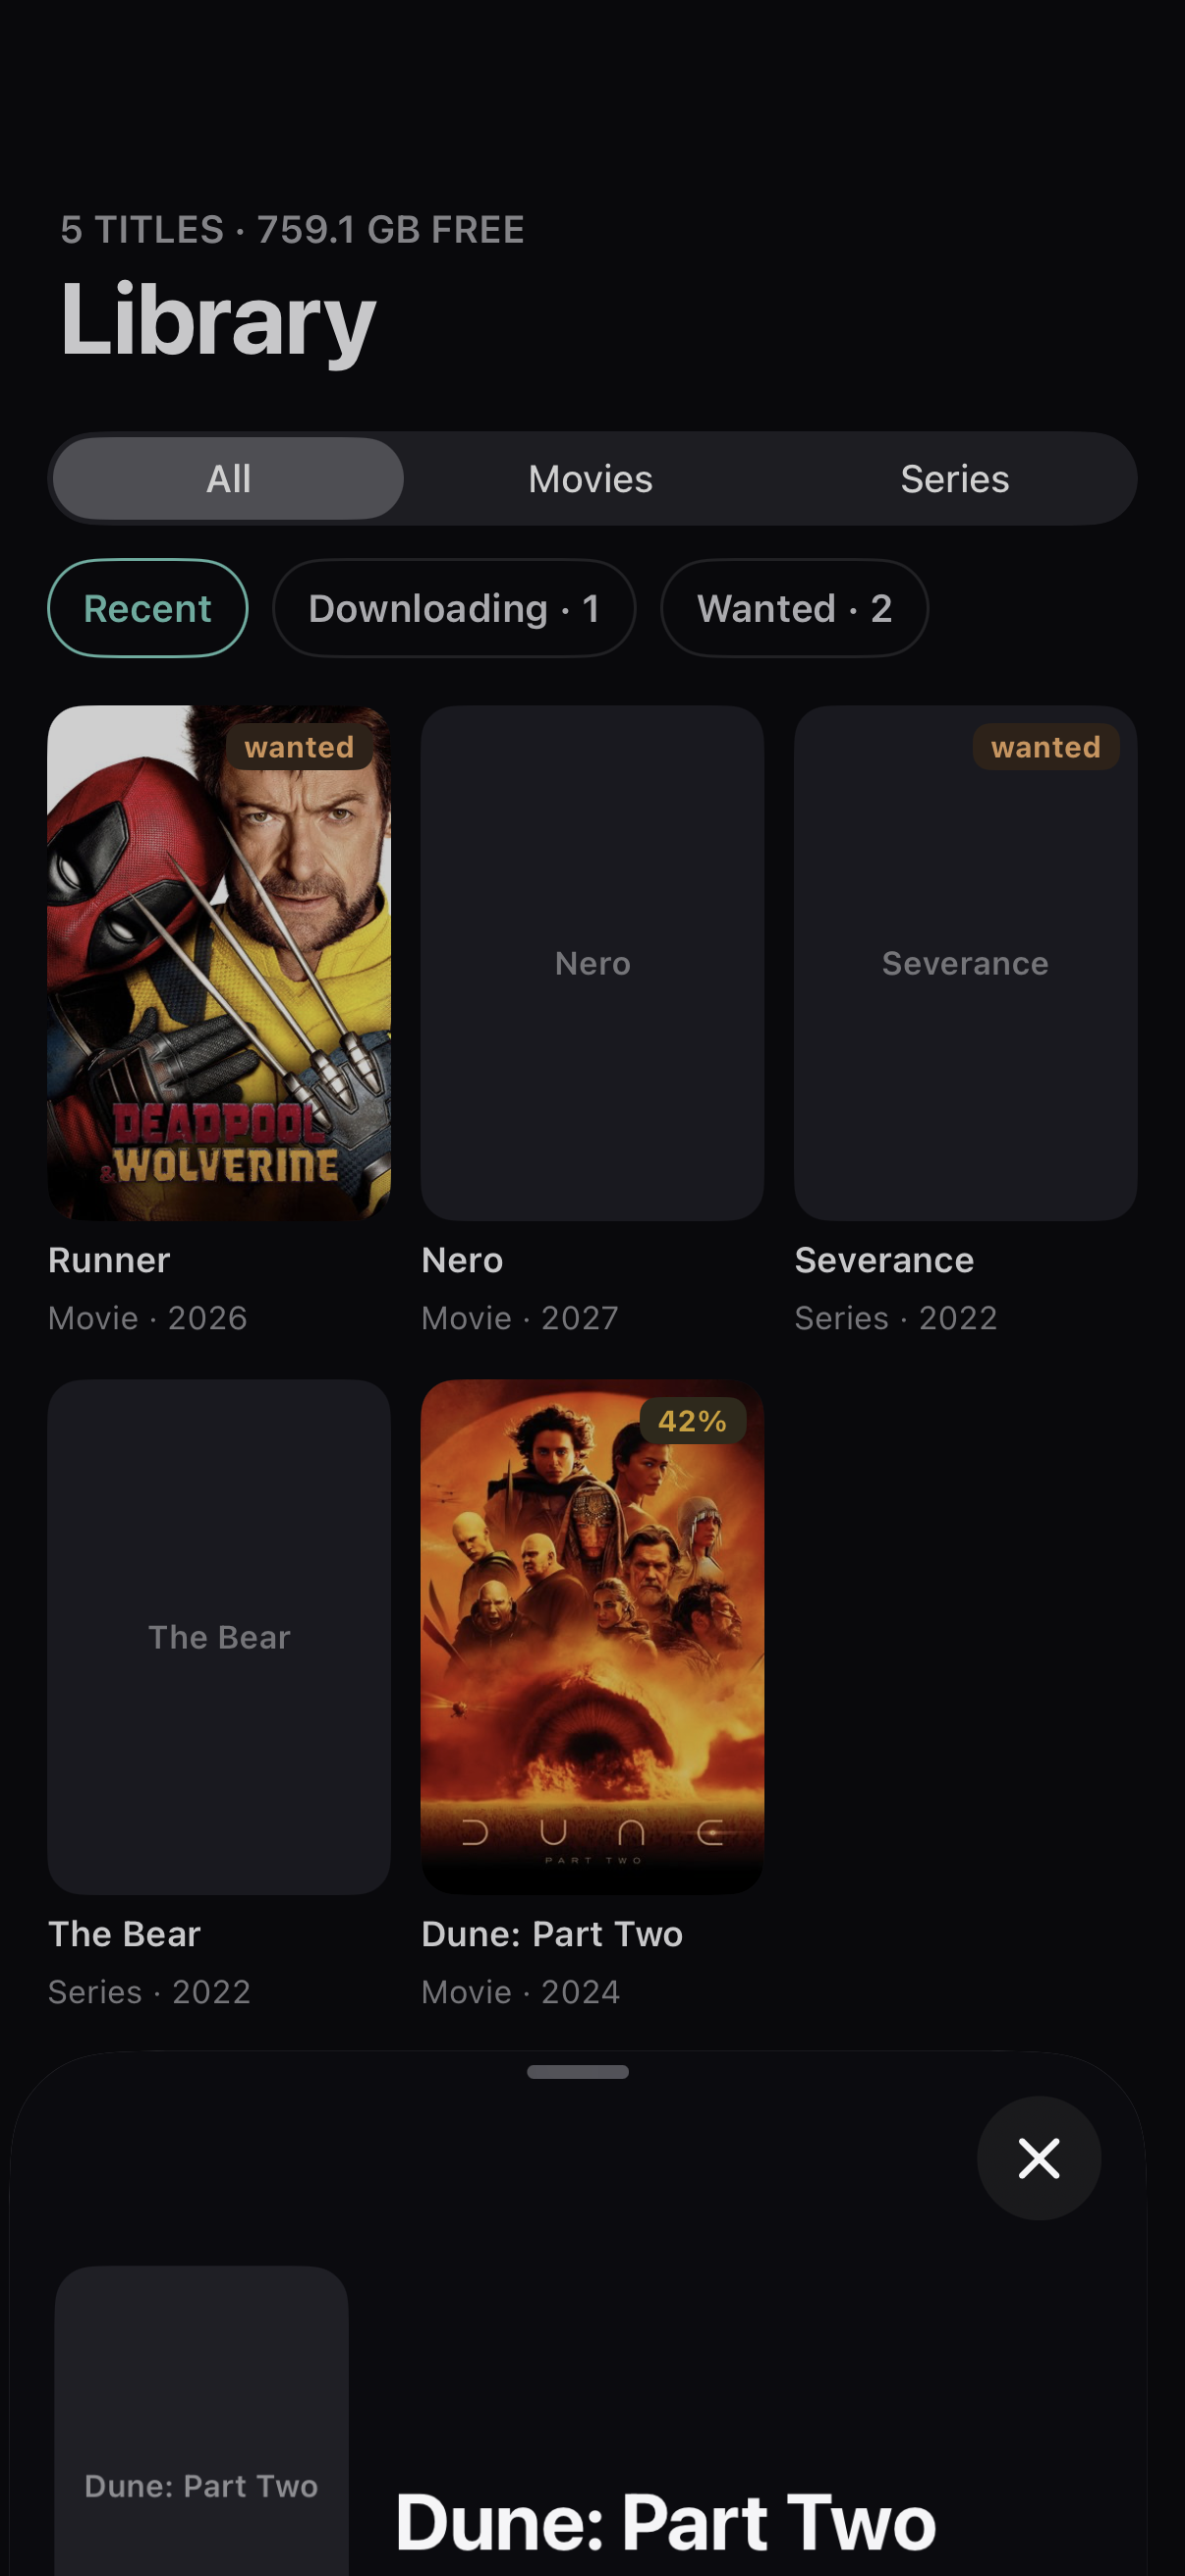 5 TITLES · 759.1 GB FREE
Library
All
Movies
Series
Recent
Downloading · 1
Wanted · 2
wanted
DEADPOOL
& WOLVERINE
Nero
wanted
Severance
Runner
Movie · 2026
Nero
Movie · 2027
Severance
Series · 2022
The Bear
42%
DUNE
PART TWO
The Bear
Series · 2022
Dune: Part Two
Movie · 2024
Dune: Part Two
Dune: Part Two